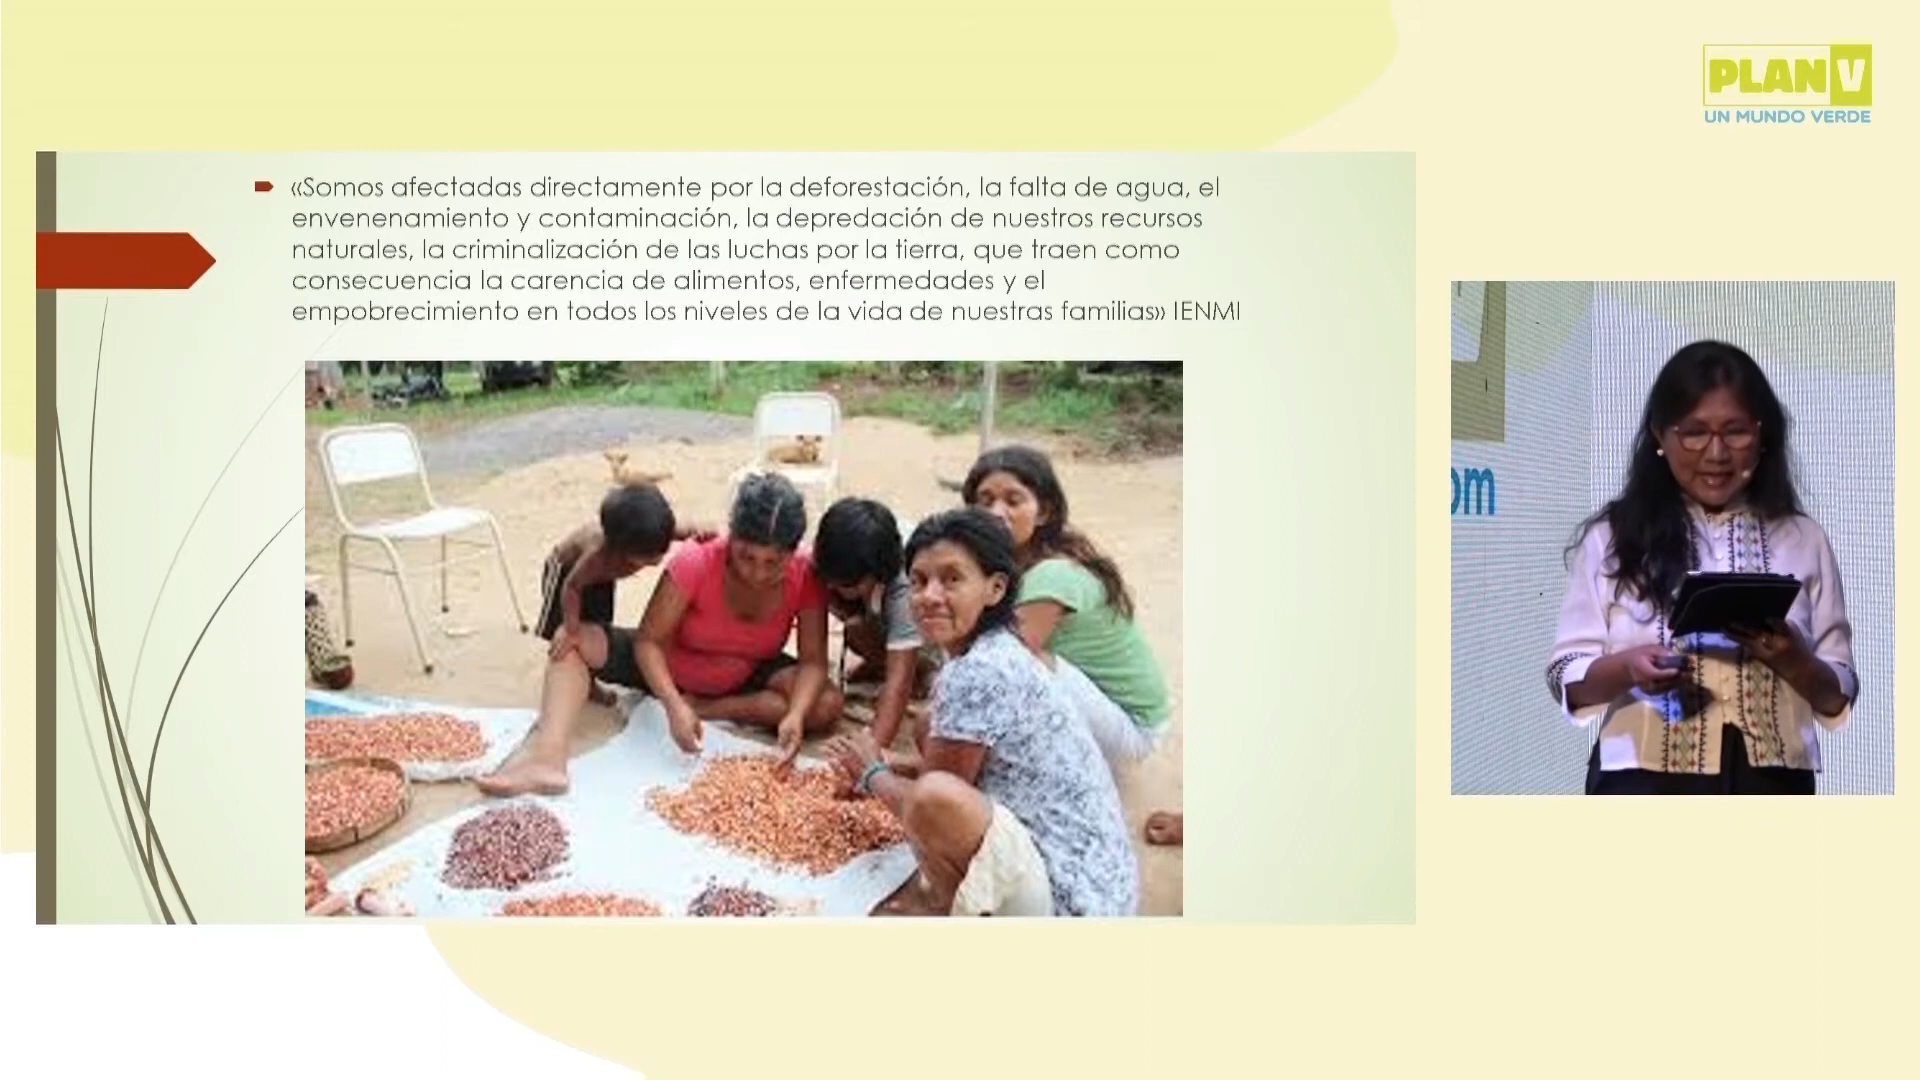 PLAN V
UN MUNDO VERDE
«Somos afectadas directamente por la deforestación, la falta de agua, el
envenenamiento y contaminación, la depredación de nuestros recursos
naturales, la criminalización de las luchas por la tierra, que traen como
consecuencia la carencia de alimentos, enfermedades y el
empobrecimiento en todos los niveles de la vida de nuestras familias» IENMI
om